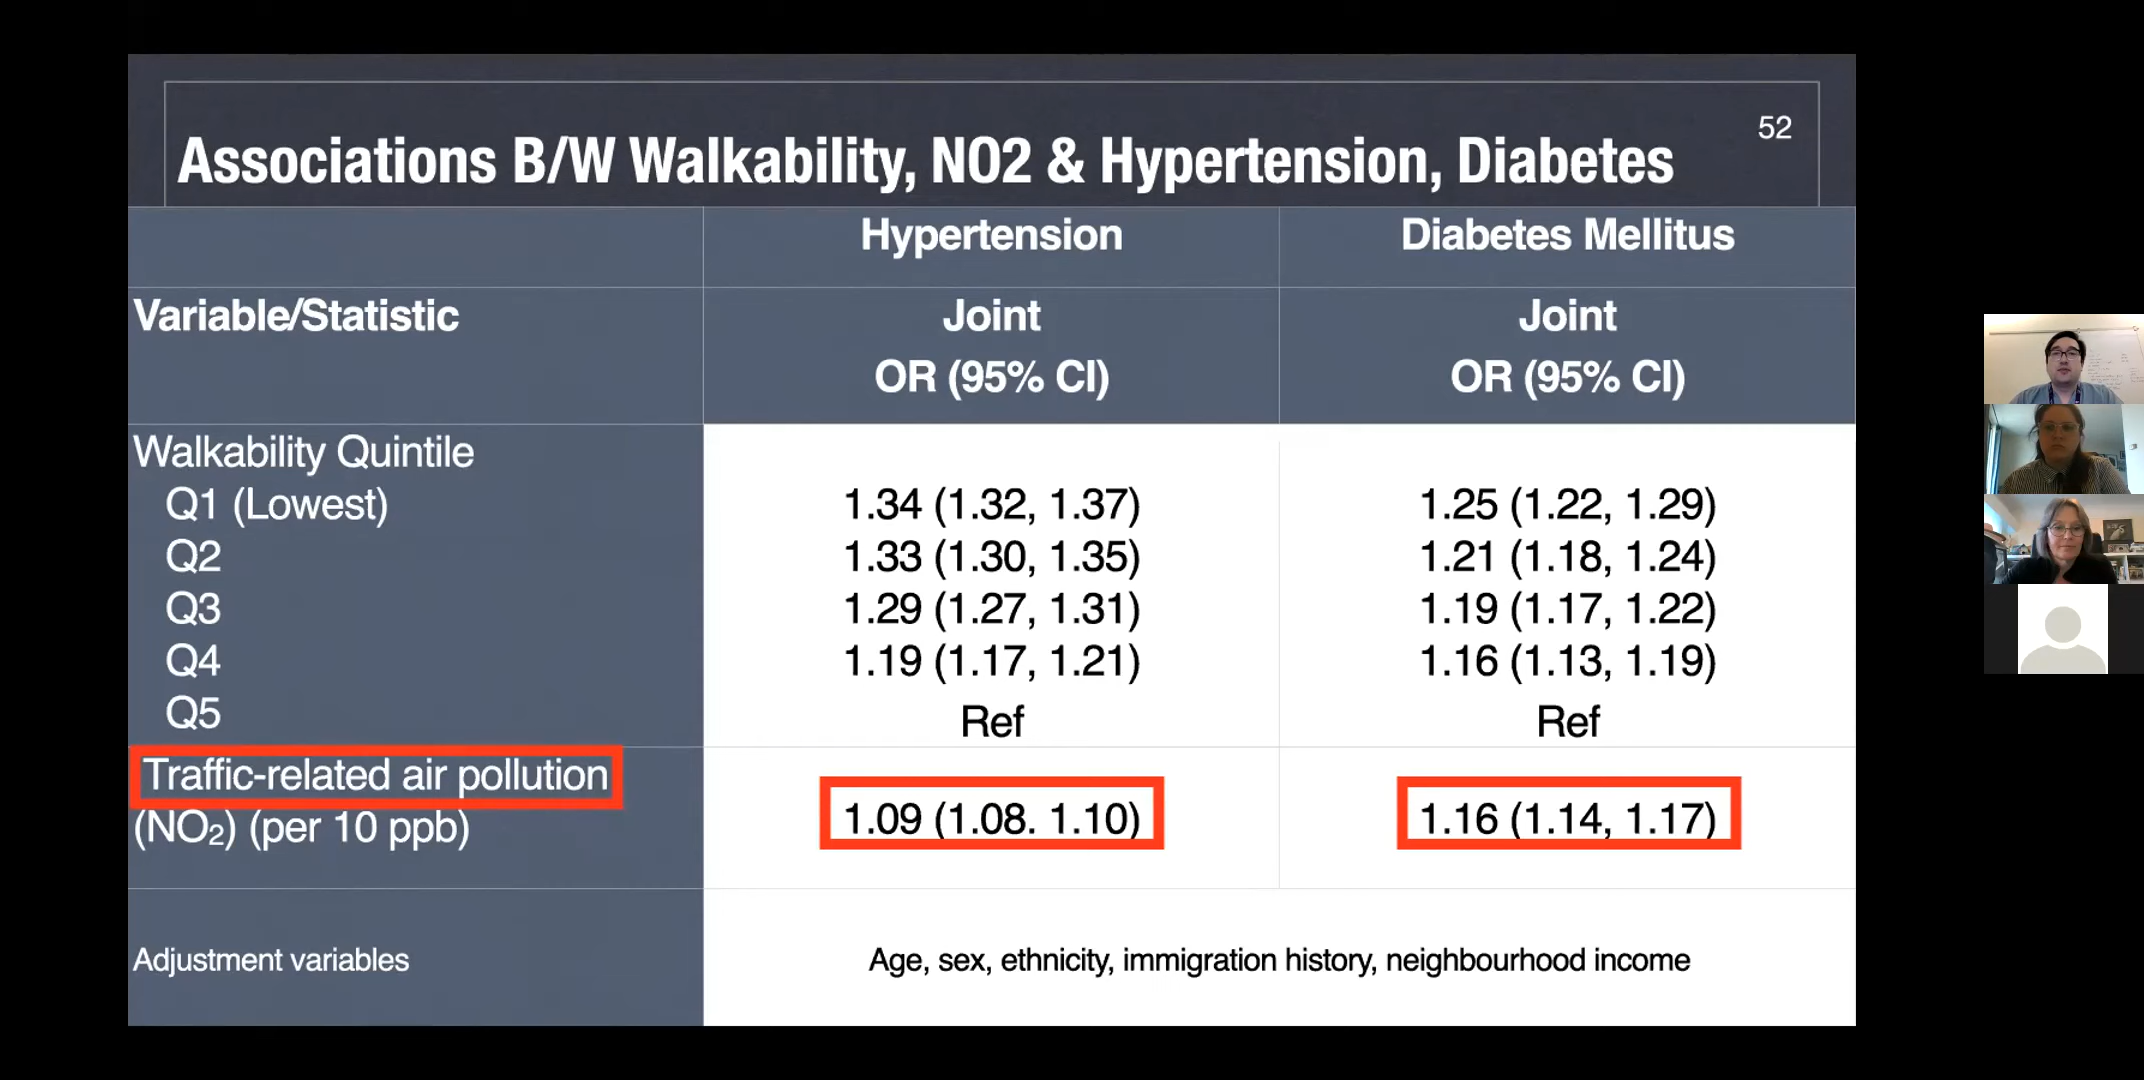 52
Associations B/W Walkability, NO2 & Hypertension, Diabetes
Hypertension
Diabetes Mellitus
Variable/Statistic
Joint
OR (95% CI)
Joint
OR (95% CI)
Walkability Quintile
Q1 (Lowest)
1.34 (1.32, 1.37)
1.25 (1.22, 1.29)
Q2
1.33 (1.30, 1.35)
1.21 (1.18, 1.24)
Q3
1.29 (1.27, 1.31)
1.19 (1.17, 1.22)
Q4
1.19 (1.17, 1.21)
1.16 (1.13, 1.19)
Q5
Ref
Ref
Traffic-related air pollution
(NO₂) (per 10 ppb)
1.09 (1.08. 1.10)
1.16 (1.14, 1.17)
Adjustment variables
Age, sex, ethnicity, immigration history, neighbourhood income